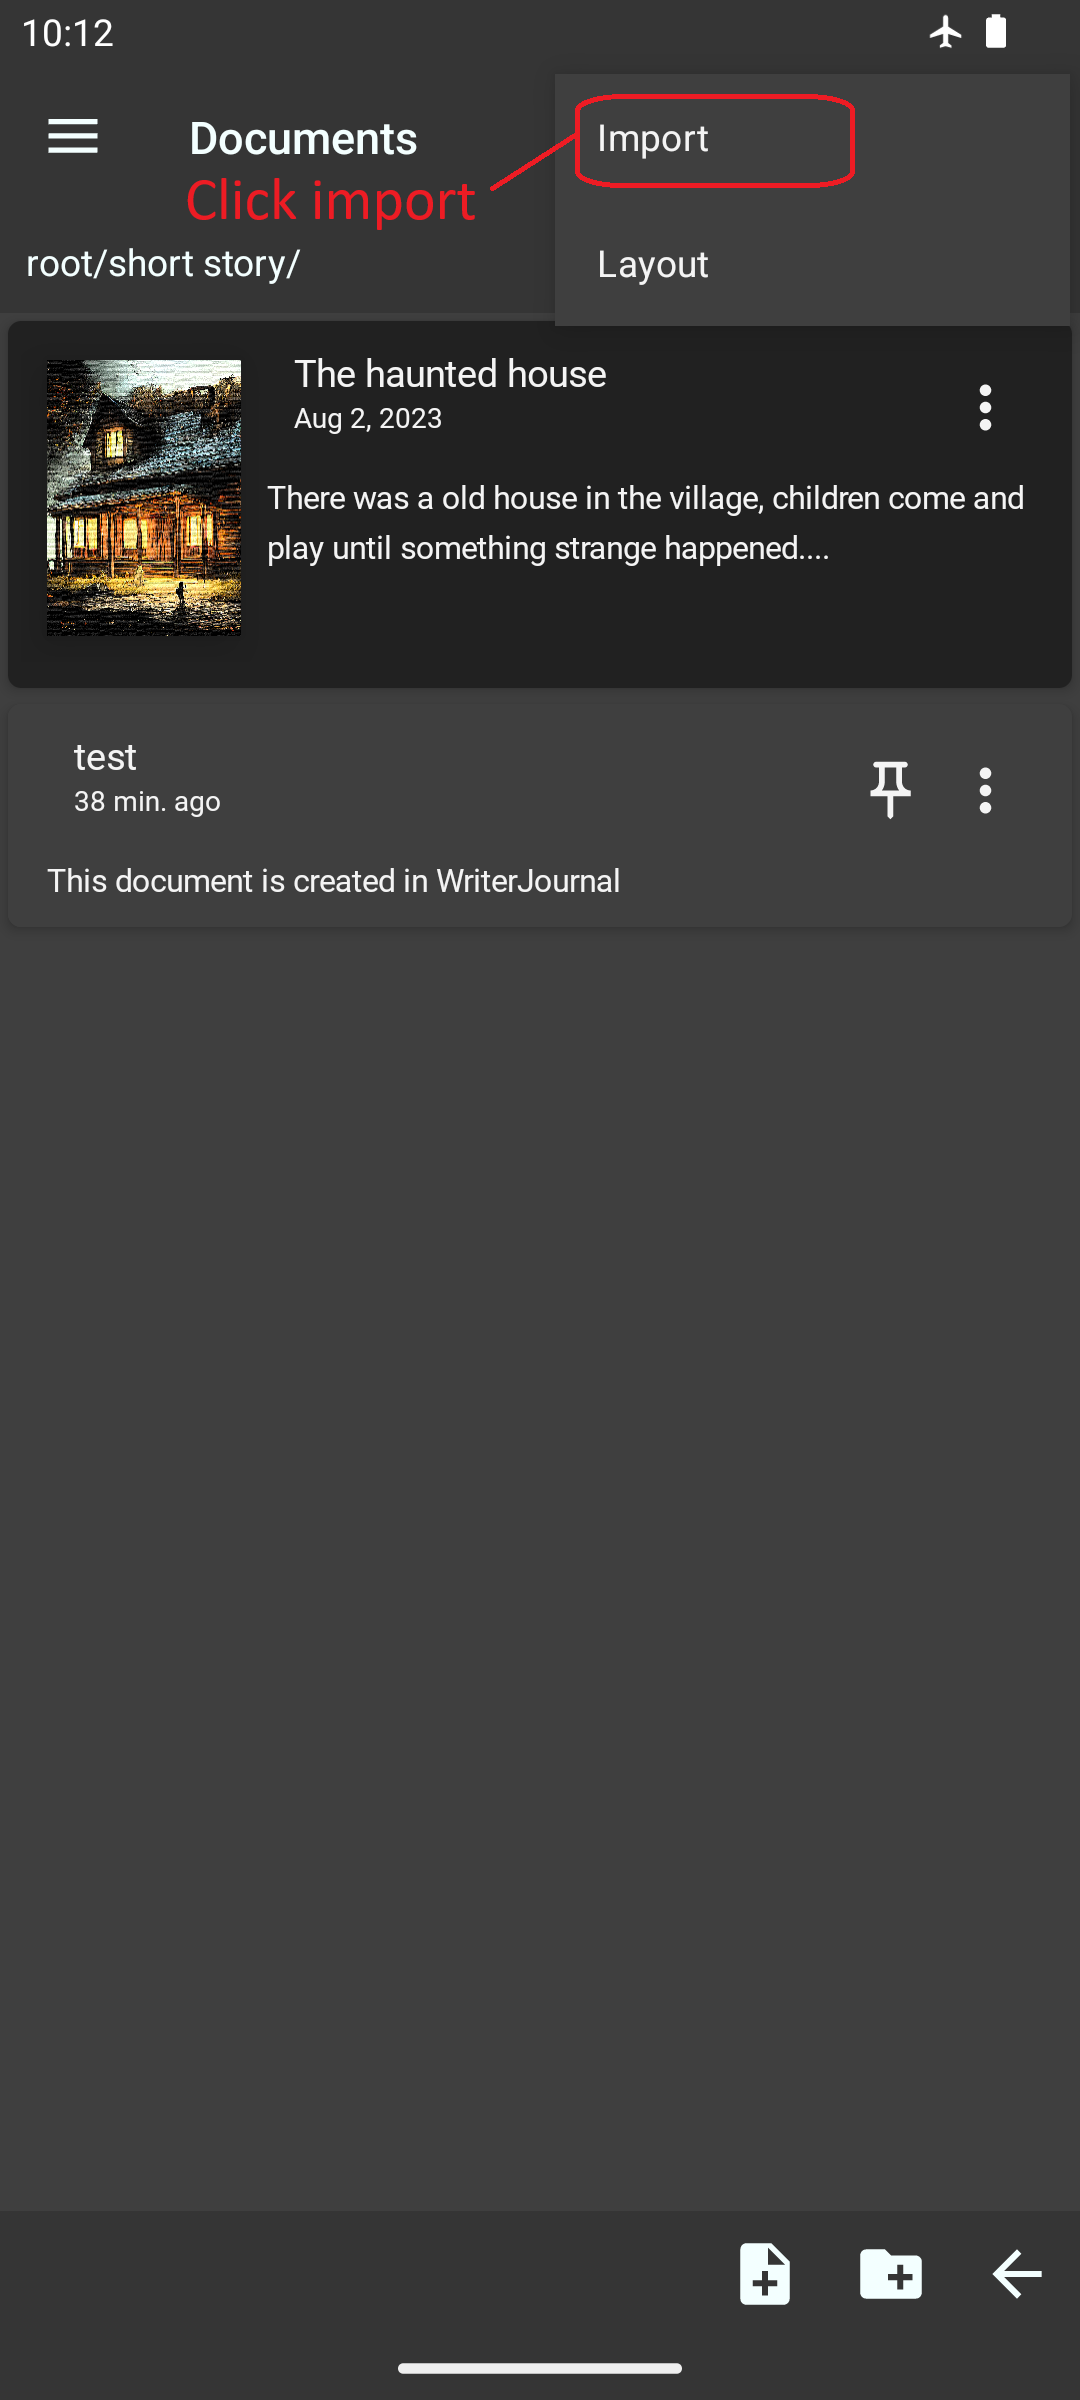 10:12
Documents
Import
Click import
root/short story/
Layout
The haunted house
Aug 2, 2023
There was a old house in the village, children come and
play until something strange happened....
test
38 min. ago
This document is created in WriterJournal